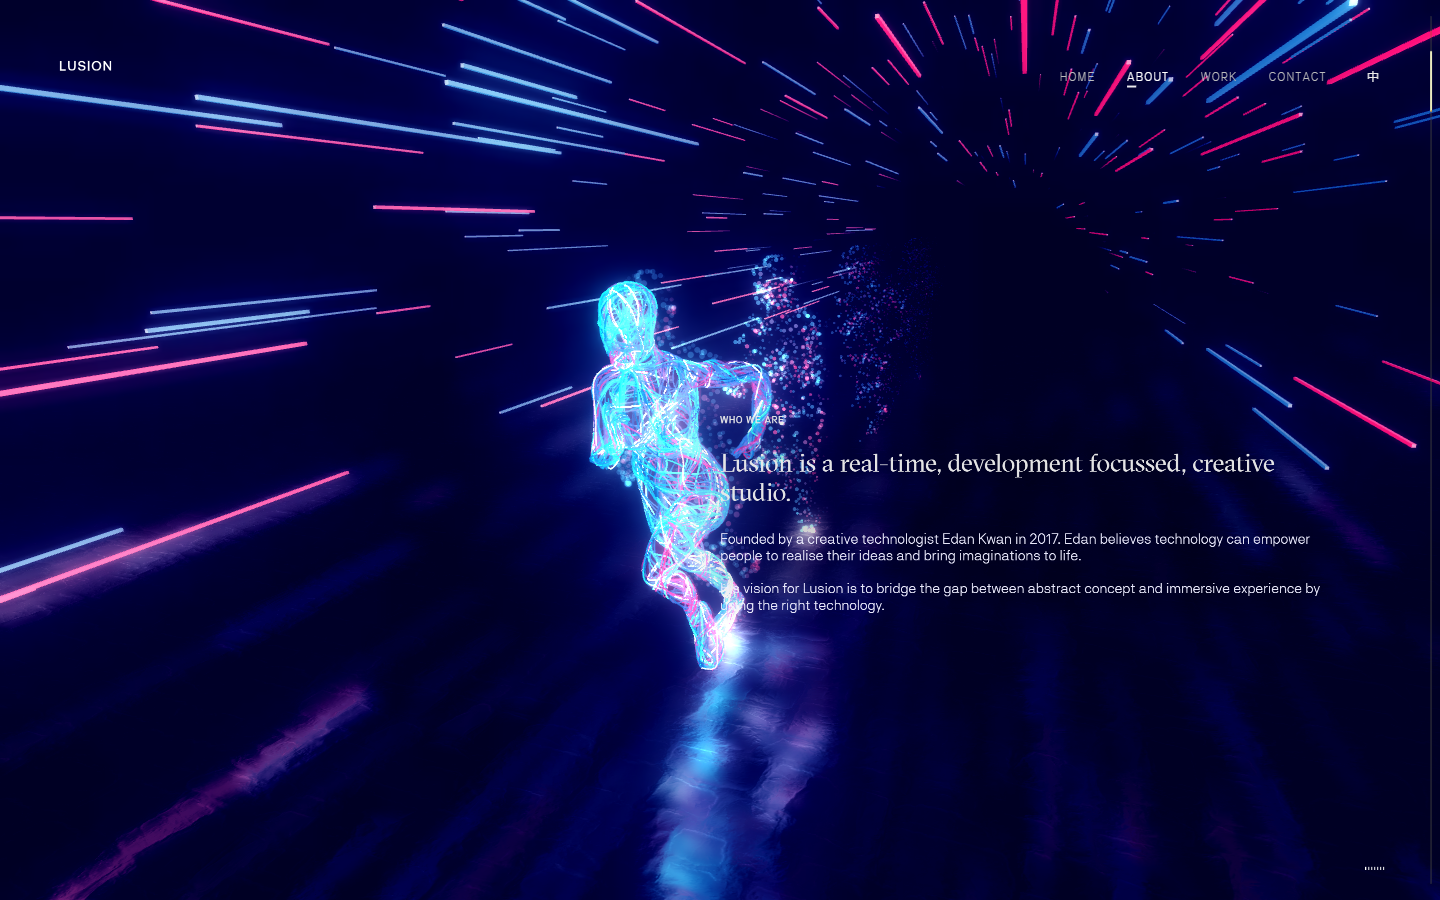 LUSION
HOME ABOUT WORK CONTACT 中
WHO WE ARE
Lusion is a real-time, development focussed, creative
studio.
Founded by a creative technologist Edan Kwan in 2017. Edan believes technology can empower
people to realise their ideas and bring imaginations to life.
vision for Lusion is to bridge the gap between abstract concept and immersive experience by
using the right technology.